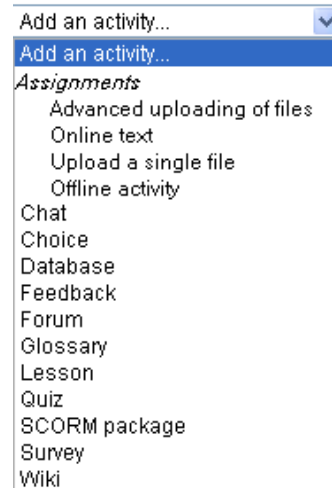 Add an activity...
Add an activity...
Assignments
Advanced uploading of files
Online text
Upload a single file
Offline activity
Chat
Choice
Database
Feedback
Forum
Glossary
Lesson
Quiz
SCORM package
Survey
Wiki